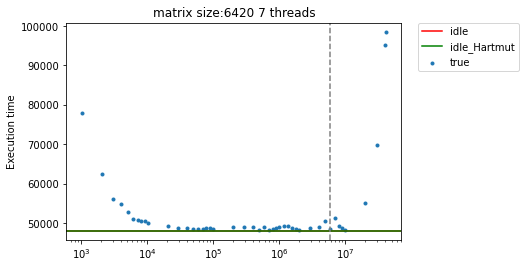 matrix size:6420 7 threads
100000
90000
80000
70000
60000
50000
Execution time
10³
10⁴
10⁵
10⁶
10⁷
idle
idle_Hartmut
true